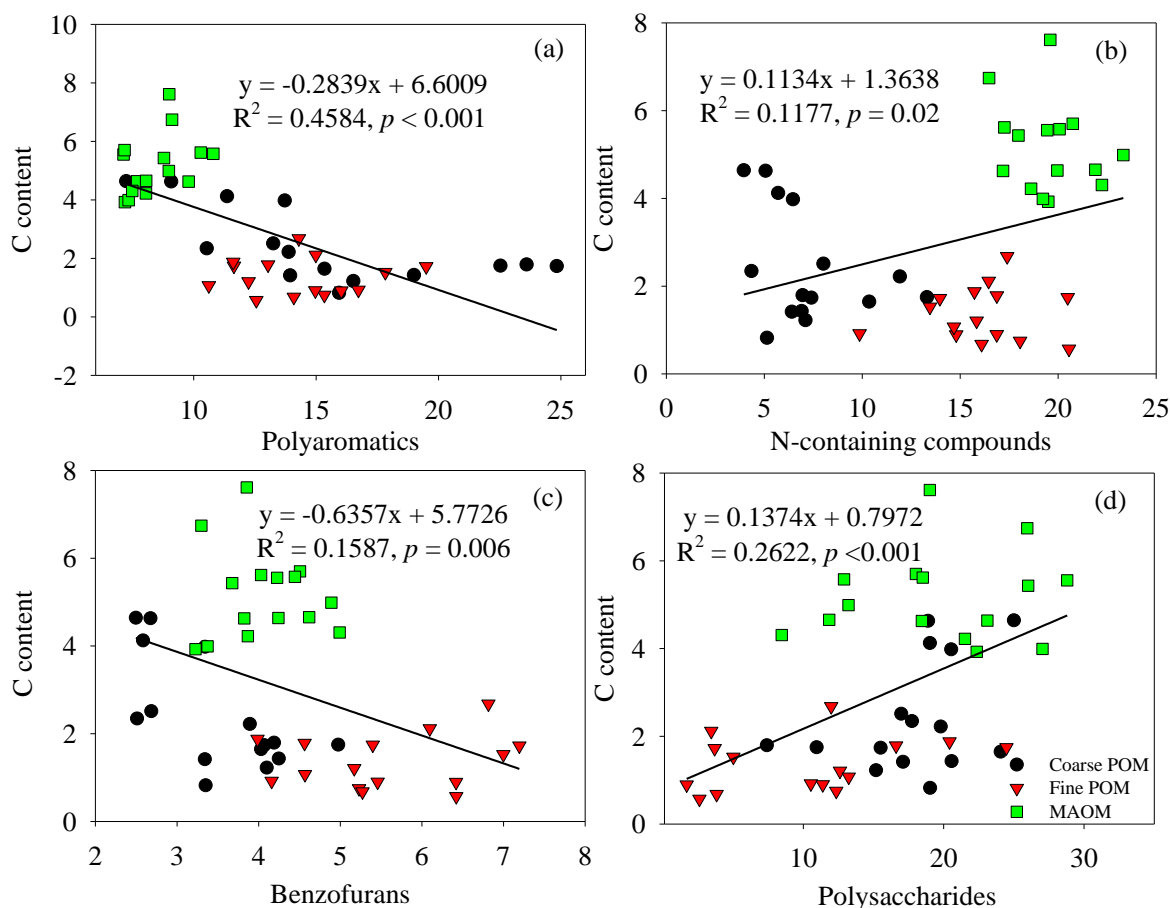 10
8
6
4
2
0
-2
C content
(a)
y = -0.2839x + 6.6009
R² = 0.4584, p < 0.001
10 15 20 25
Polyaromatics
8
6
4
2
0
C content
(b)
y = 0.1134x + 1.3638
R² = 0.1177, p = 0.02
0 5 10 15 20 25
N-containing compounds
8
6
4
2
0
C content
(c)
y = -0.6357x + 5.7726
R² = 0.1587, p = 0.006
2 3 4 5 6 7 8
Benzofurans
8
6
4
2
0
C content
(d)
y = 0.1374x + 0.7972
R² = 0.2622, p <0.001
Coarse POM
Fine POM
MAOM
10 20 30
Polysaccharides